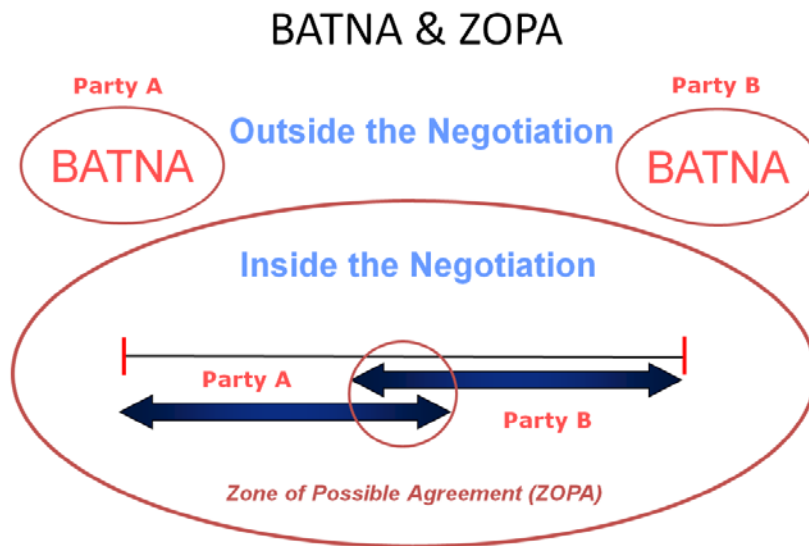 BATNA & ZOPA
Party A
Party B
BATNA
Outside the Negotiation
BATNA
Inside the Negotiation
Party A
Party B
Zone of Possible Agreement (ZOPA)